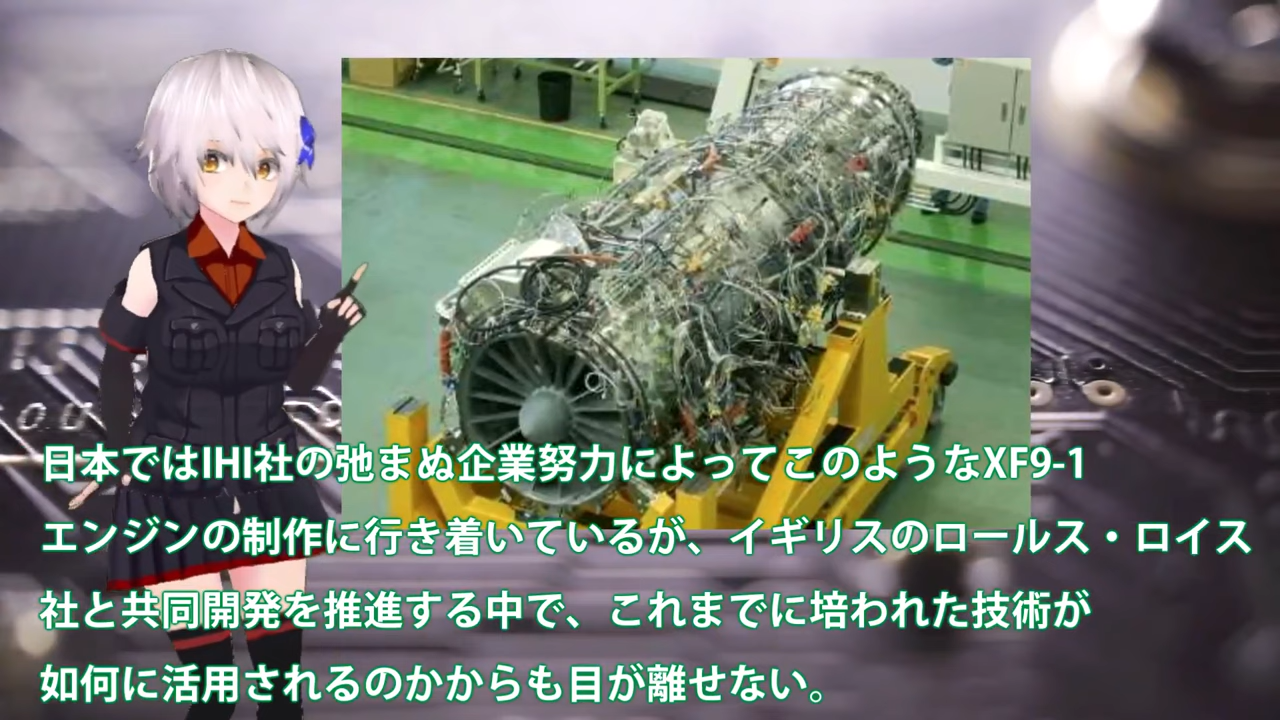 日本ではIHI社の弛まぬ企業努力によってこのようなXF9-1
エンジンの制作に行き着いているが、イギリスのロールス・ロイス
社と共同開発を推進する中で、これまでに培われた技術が
如何に活用されるのかからも目が離せない。